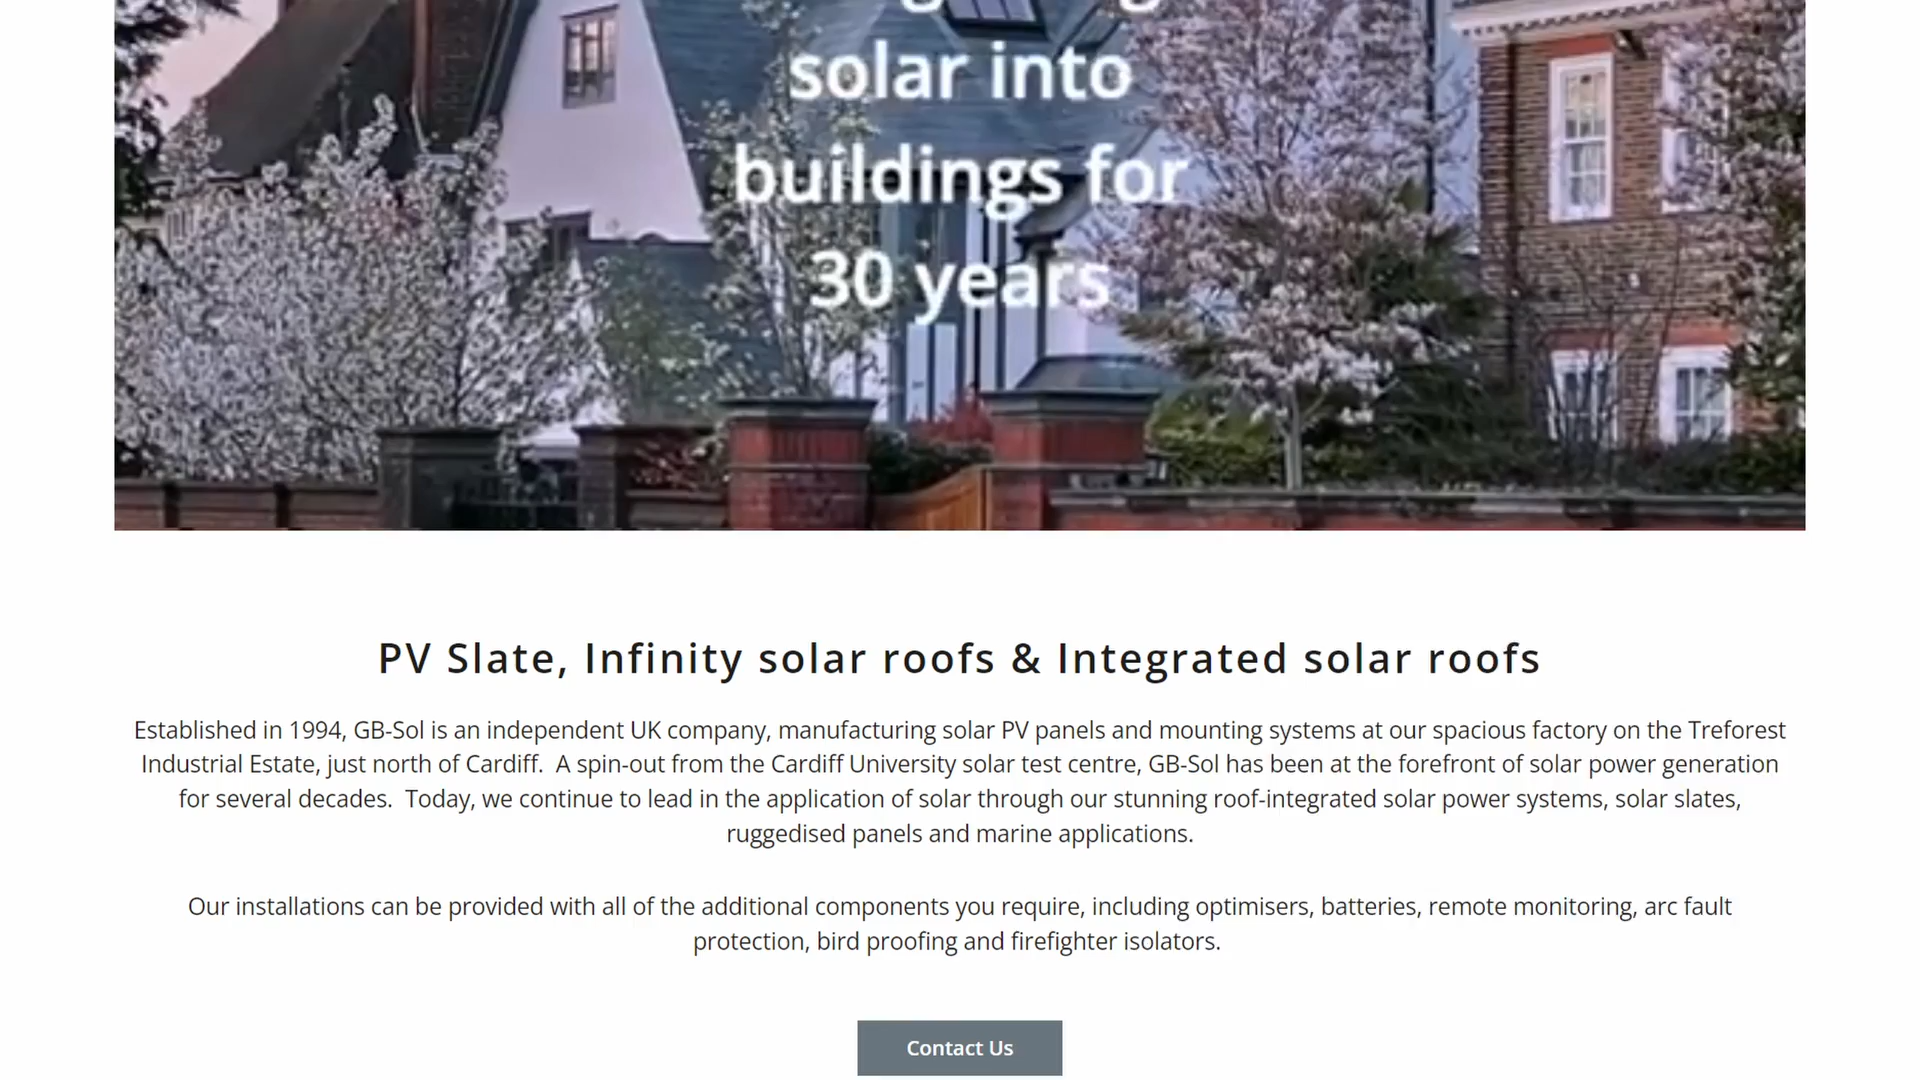 solar into
buildings for
30 years
PV Slate, Infinity solar roofs & Integrated solar roofs
Established in 1994, GB-Sol is an independent UK company, manufacturing solar PV panels and mounting systems at our spacious factory on the Treforest
Industrial Estate, just north of Cardiff.  A spin-out from the Cardiff University solar test centre, GB-Sol has been at the forefront of solar power generation
for several decades.  Today, we continue to lead in the application of solar through our stunning roof-integrated solar power systems, solar slates,
ruggedised panels and marine applications.
Our installations can be provided with all of the additional components you require, including optimisers, batteries, remote monitoring, arc fault
protection, bird proofing and firefighter isolators.
Contact Us